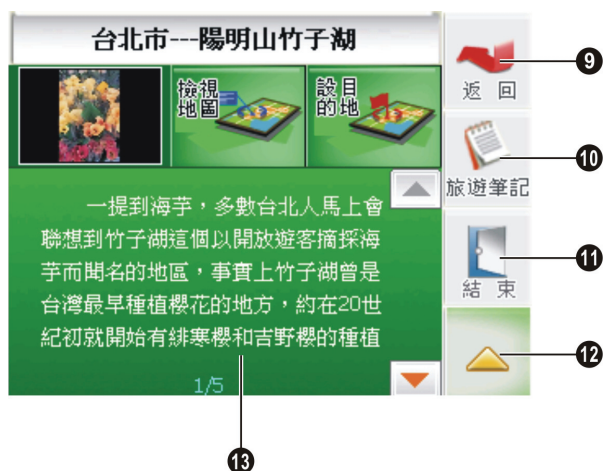 台北市---陽明山竹子湖
檢視
地圖
設目
的地
一提到海芋，多數台北人馬上會
聯想到竹子湖這個以開放遊客摘採海
芋而聞名的地區，事實上竹子湖曾是
台灣最早種植櫻花的地方，約在20世
紀初就開始有緋寒櫻和吉野櫻的種植
1/5
返 回
旅遊筆記
結 束
9
10
11
12
13